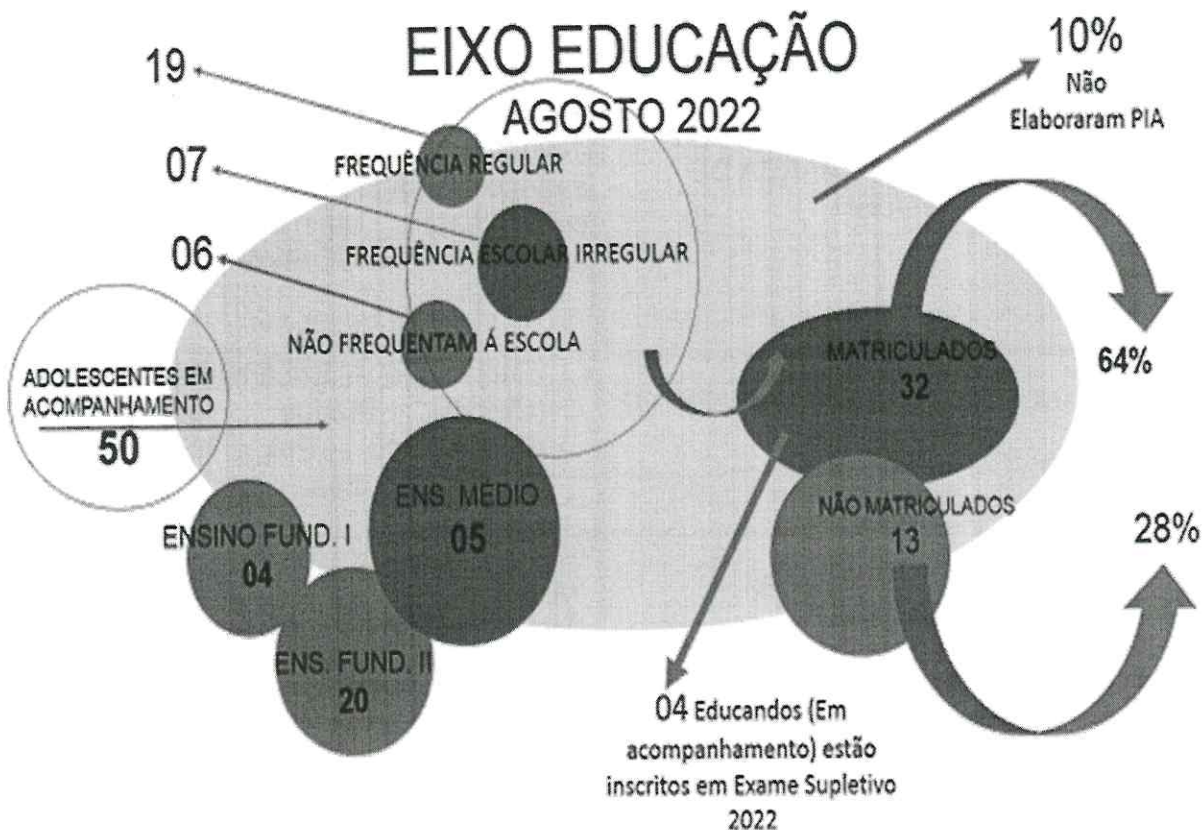 EIXO EDUCAÇÃO
AGOSTO 2022
10%
Não
Elaboraram PIA
19
FREQUÊNCIA REGULAR
07
FREQUÊNCIA ESCOLAR IRREGULAR
06
NÃO FREQUENTAM Á ESCOLA
ADOLESCENTES EM
ACOMPANHAMENTO
50
MATRICULADOS
32
64%
ENS. MÉDIO
05
ENSINO FUND. I
04
ENS. FUND. II
20
NÃO MATRICULADOS
13
28%
04 Educandos (Em
acompanhamento) estão
inscritos em Exame Supletivo
2022